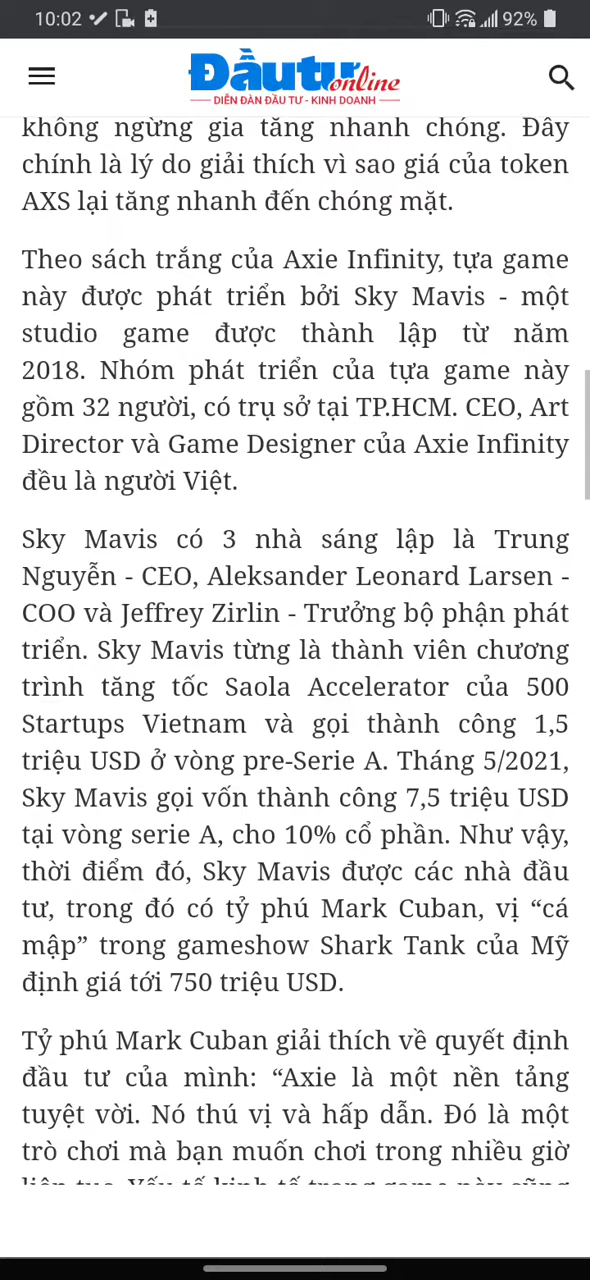 10:02
92%
Đầu tư online
DIỄN ĐÀN ĐẦU TƯ - KINH DOANH
không ngừng gia tăng nhanh chóng. Đây
chính là lý do giải thích vì sao giá của token
AXS lại tăng nhanh đến chóng mặt.
Theo sách trắng của Axie Infinity, tựa game
này được phát triển bởi Sky Mavis - một
studio game được thành lập từ năm
2018. Nhóm phát triển của tựa game này
gồm 32 người, có trụ sở tại TP.HCM. CEO, Art
Director và Game Designer của Axie Infinity
đều là người Việt.
Sky Mavis có 3 nhà sáng lập là Trung
Nguyễn - CEO, Aleksander Leonard Larsen -
COO và Jeffrey Zirlin - Trưởng bộ phận phát
triển. Sky Mavis từng là thành viên chương
trình tăng tốc Saola Accelerator của 500
Startups Vietnam và gọi thành công 1,5
triệu USD ở vòng pre-Serie A. Tháng 5/2021,
Sky Mavis gọi vốn thành công 7,5 triệu USD
tại vòng serie A, cho 10% cổ phần. Như vậy,
thời điểm đó, Sky Mavis được các nhà đầu
tư, trong đó có tỷ phú Mark Cuban, vị “cá
mập” trong gameshow Shark Tank của Mỹ
định giá tới 750 triệu USD.
Tỷ phú Mark Cuban giải thích về quyết định
đầu tư của mình: “Axie là một nền tảng
tuyệt vời. Nó thú vị và hấp dẫn. Đó là một
trò chơi mà bạn muốn chơi trong nhiều giờ